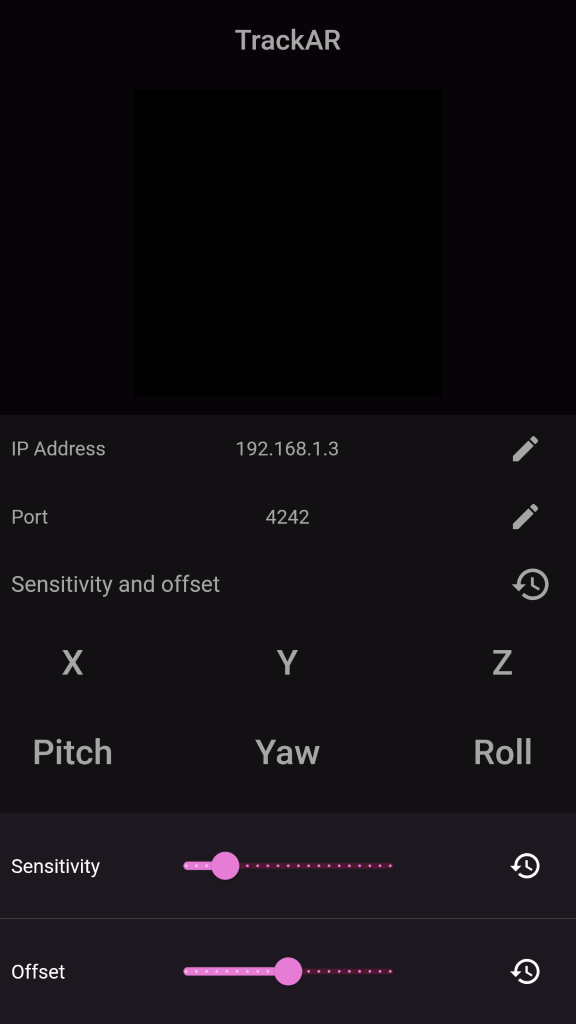 TrackAR
IP Address 192.168.1.3
Port 4242
Sensitivity and offset
X Y Z
Pitch Yaw Roll
Sensitivity
Offset